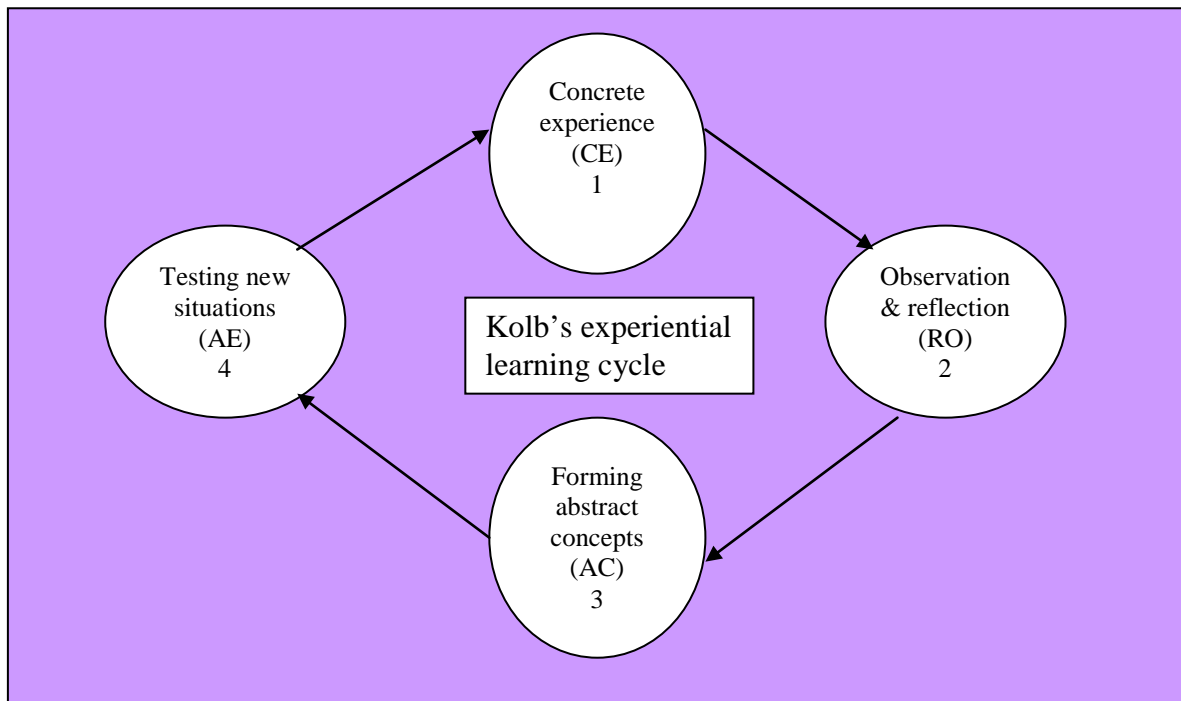 Concrete
experience
(CE)
1
Testing new
situations
(AE)
4
Kolb’s experiential
learning cycle
Observation
& reflection
(RO)
2
Forming
abstract
concepts
(AC)
3